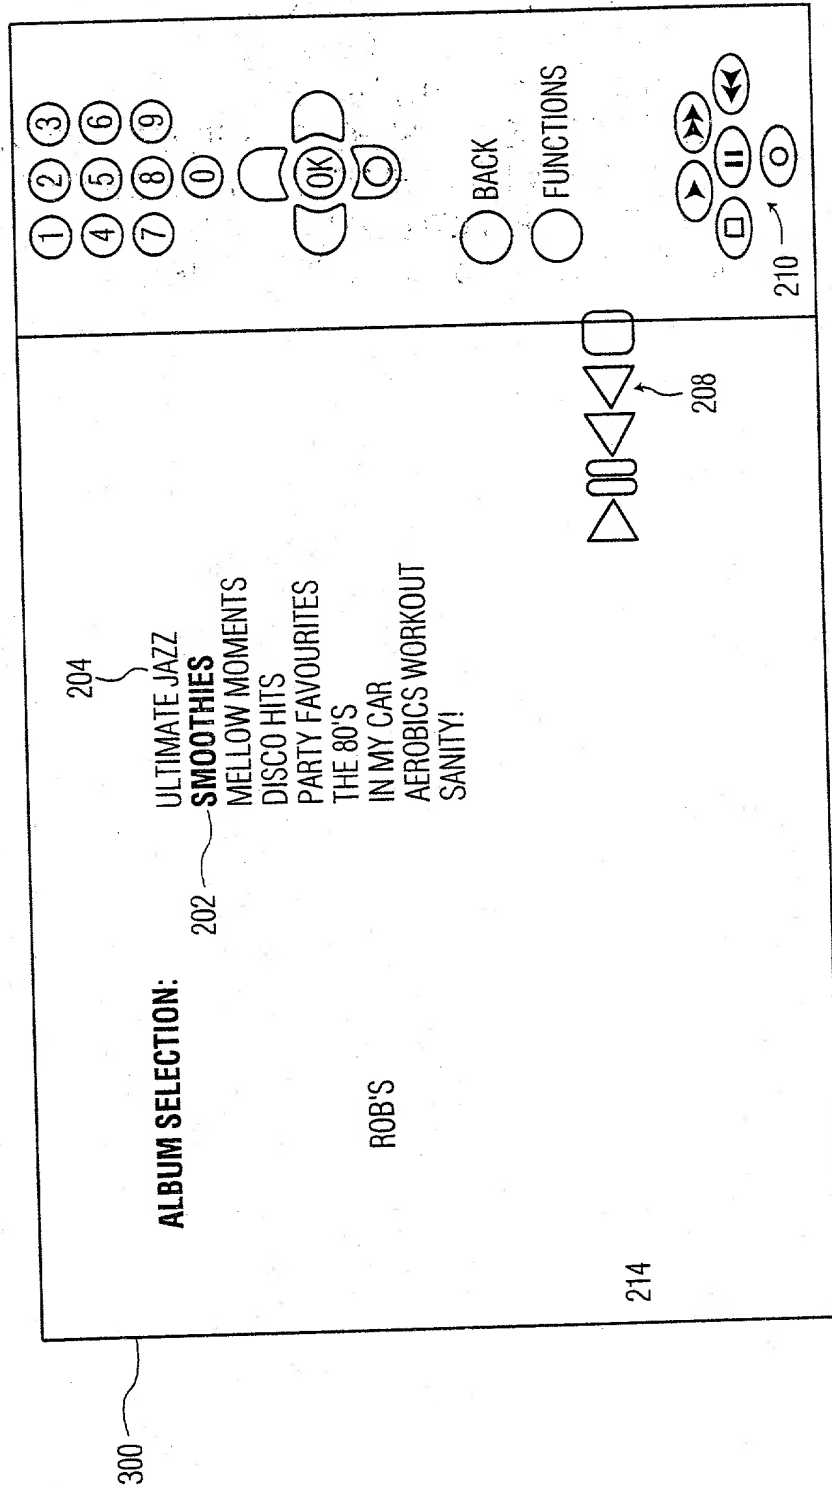 300
ALBUM SELECTION:
ROB'S
214
202
204
ULTIMATE JAZZ
SMOOTHIES
MELLOW MOMENTS
DISCO HITS
PARTY FAVOURITES
THE 80'S
IN MY CAR
AEROBICS WORKOUT
SANITY!
208
1 2 3
4 5 6
7 8 9
0
OK
BACK
FUNCTIONS
210